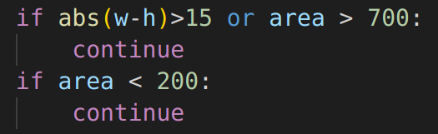 if abs(w-h)>15 or area > 700:
    continue
if area < 200:
    continue